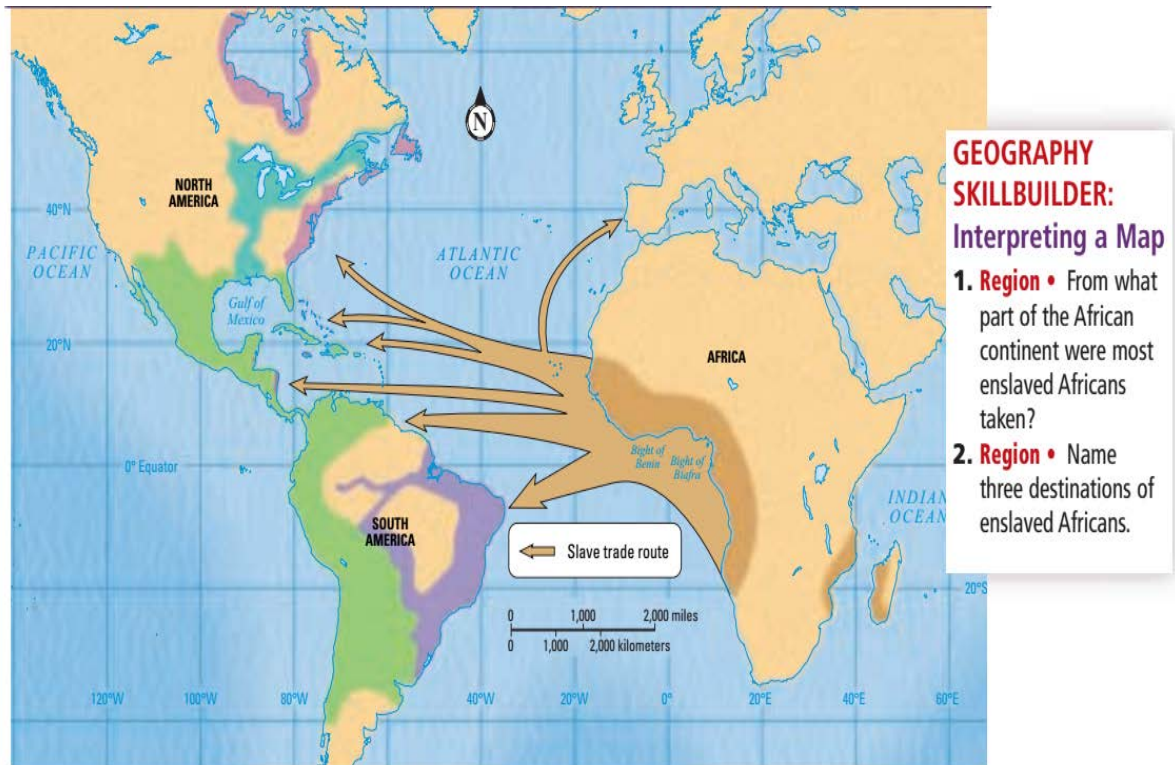 NORTH
AMERICA
40°N
PACIFIC
OCEAN
ATLANTIC
OCEAN
Gulf of
Mexico
20°N
AFRICA
0° Equator
Bight of
Benin
Bight of
Biafra
INDIAN
OCEAN
SOUTH
AMERICA
Slave trade route
20°S
0 1,000 2,000 miles
0 1,000 2,000 kilometers
120°W 100°W 80°W 60°W 40°W 20°W 0° 20°E 40°E 60°E
N
GEOGRAPHY
SKILLBUILDER:
Interpreting a Map
1. Region • From what
part of the African
continent were most
enslaved Africans
taken?
2. Region • Name
three destinations of
enslaved Africans.